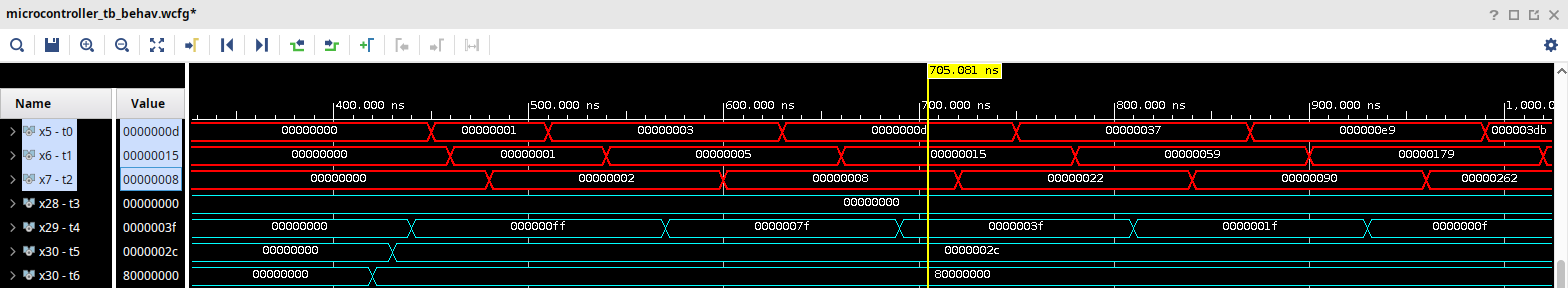 microcontroller_tb_behav.wcfg*
705.081 ns
Name Value 400.000 ns 500.000 ns 600.000 ns 700.000 ns 800.000 ns 900.000 ns 1,000.0
x5 - t0 0000000d 00000000 00000001 00000003 0000000d 00000037 000000e9 000003db
x6 - t1 00000015 00000000 00000001 00000005 00000015 00000059 00000179
x7 - t2 00000008 00000000 00000002 00000008 00000022 00000090 00000262
x28 - t3 00000000 00000000
x29 - t4 0000003f 00000000 000000ff 0000007f 0000003f 0000001f 0000000f
x30 - t5 0000002c 00000000 0000002c
x30 - t6 80000000 00000000 80000000